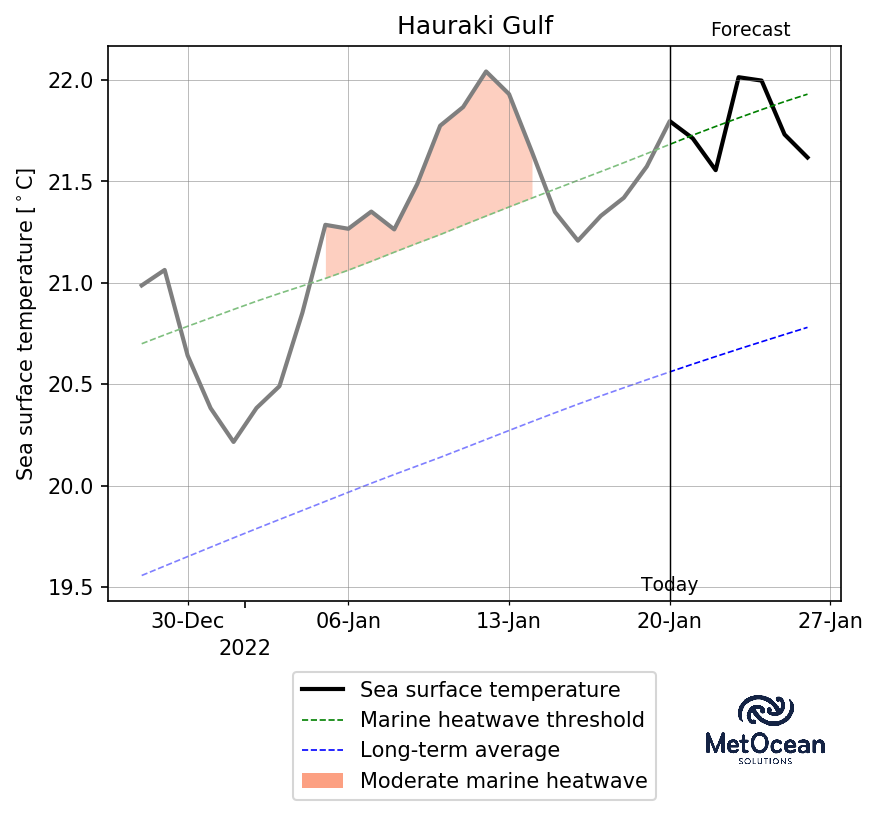 Hauraki Gulf
Forecast
22.0
21.5
21.0
20.5
20.0
19.5
Sea surface temperature [°C]
Today
30-Dec 06-Jan 13-Jan 20-Jan 27-Jan
2022
Sea surface temperature
Marine heatwave threshold
Long-term average
Moderate marine heatwave
MetOcean
SOLUTIONS